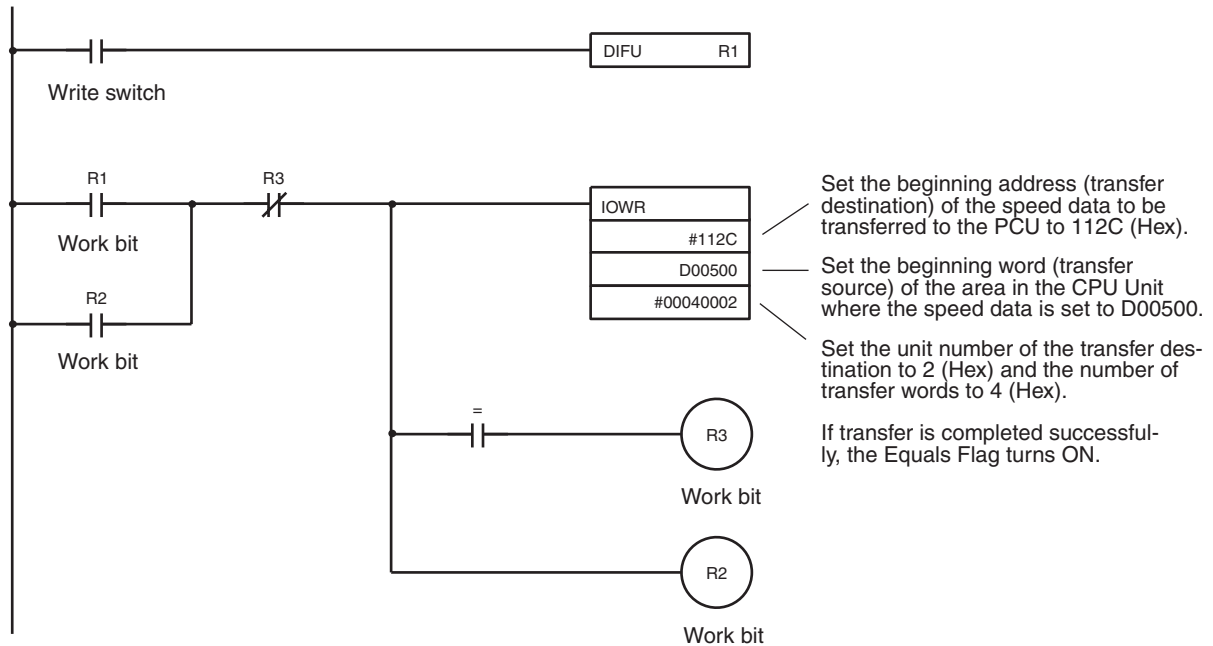 DIFU R1
Write switch
R1
R3
Work bit
R2
Work bit
IOWR
#112C
D00500
#00040002
Set the beginning address (transfer
destination) of the speed data to be
transferred to the PCU to 112C (Hex).
Set the beginning word (transfer
source) of the area in the CPU Unit
where the speed data is set to D00500.
Set the unit number of the transfer des-
tination to 2 (Hex) and the number of
transfer words to 4 (Hex).
If transfer is completed successful-
ly, the Equals Flag turns ON.
=
R3
Work bit
R2
Work bit